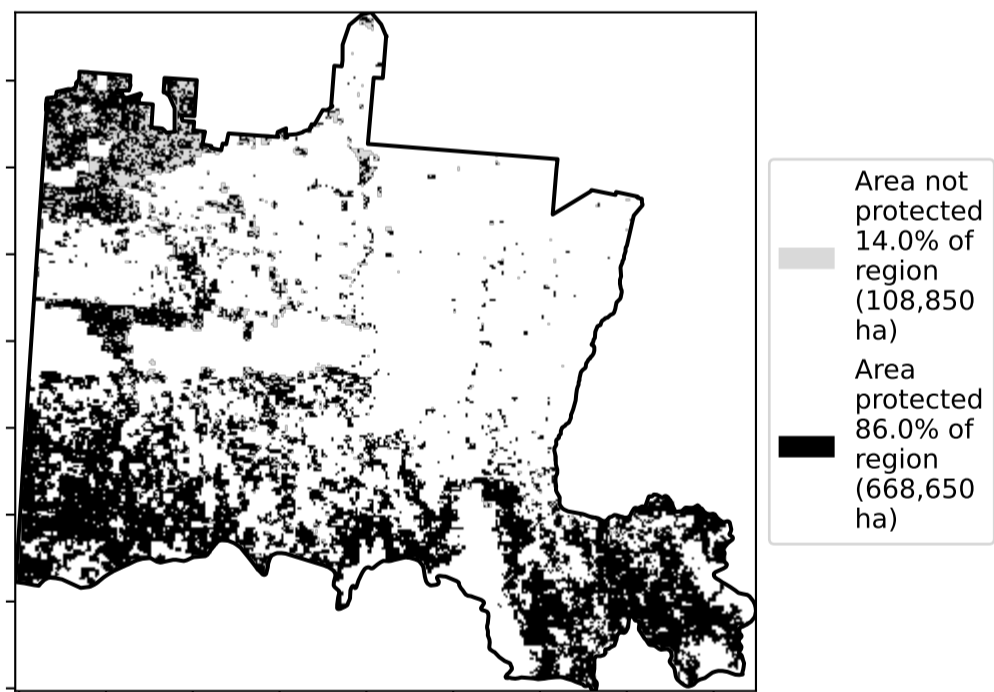 Area not
protected
14.0% of
region
(108,850
ha)
Area
protected
86.0% of
region
(668,650
ha)